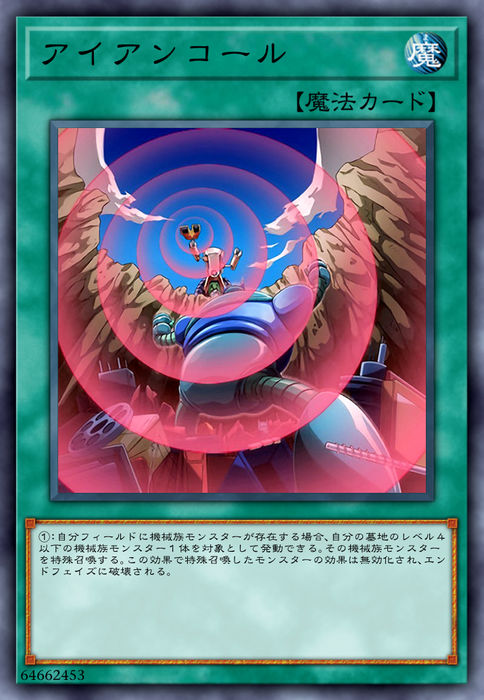 アイアンコール
魔
【魔法カード】
①:自分フィールドに機械族モンスターが存在する場合、自分の墓地のレベル4
以下の機械族モンスター1体を対象として発動できる。その機械族モンスター
を特殊召喚する。この効果で特殊召喚したモンスターの効果は無効化され、エン
ドフェイズに破壊される。
64662453